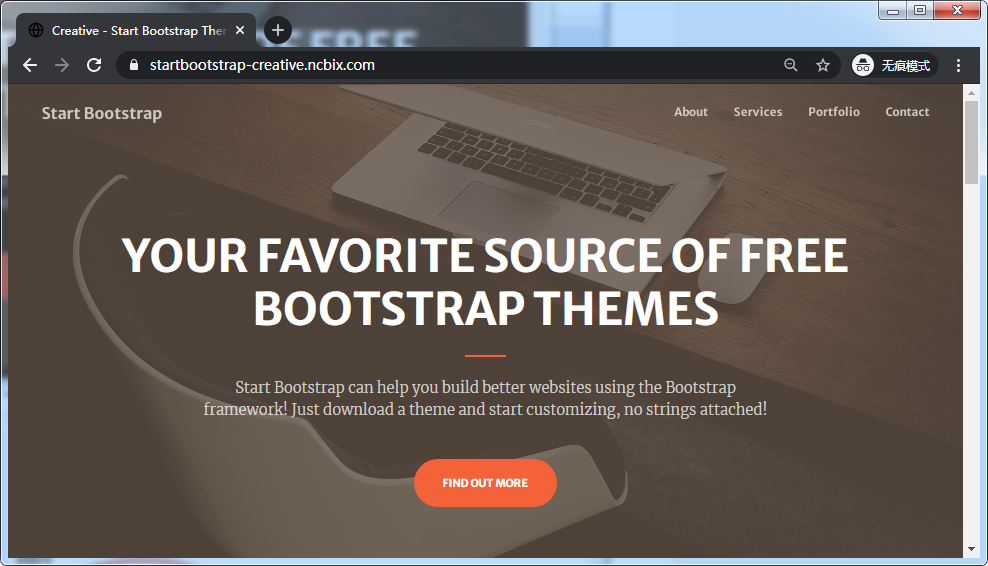 Creative - Start Bootstrap Ther
startbootstrap-creative.ncbix.com
无痕模式
Start Bootstrap
About Services Portfolio Contact
YOUR FAVORITE SOURCE OF FREE
BOOTSTRAP THEMES
Start Bootstrap can help you build better websites using the Bootstrap
framework! Just download a theme and start customizing, no strings attached!
FIND OUT MORE